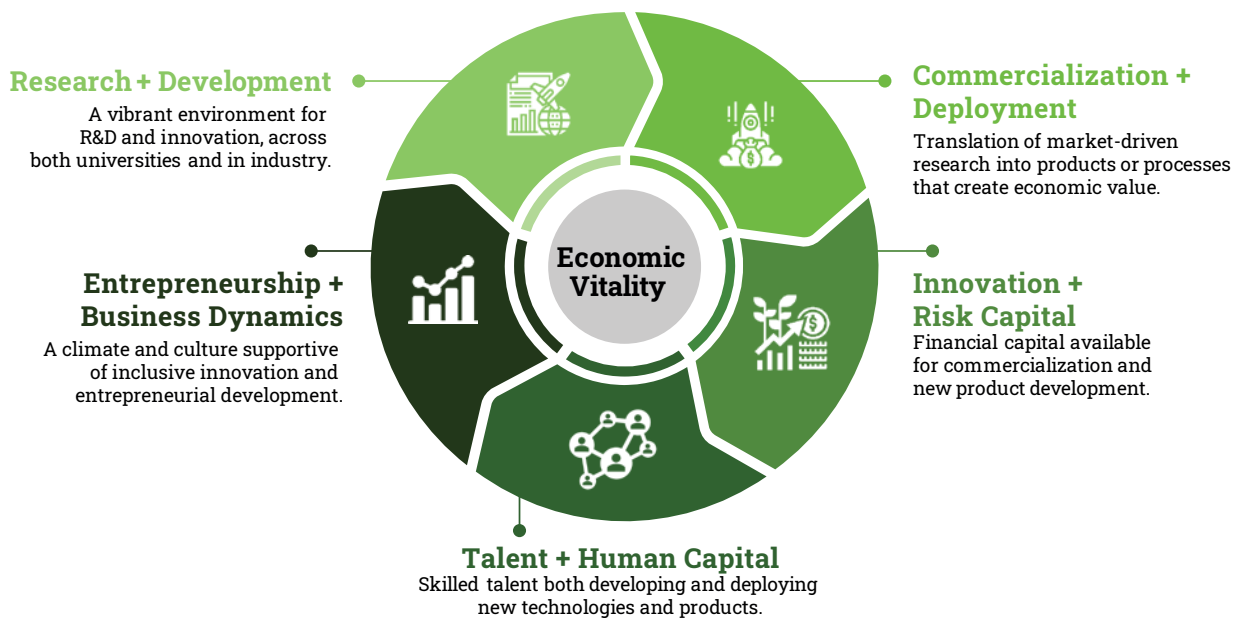 Research + Development
A vibrant environment for
R&D and innovation, across
both universities and in industry.
Commercialization +
Deployment
Translation of market-driven
research into products or processes
that create economic value.
Economic
Vitality
Entrepreneurship +
Business Dynamics
A climate and culture supportive
of inclusive innovation and
entrepreneurial development.
Innovation +
Risk Capital
Financial capital available
for commercialization and
new product development.
Talent + Human Capital
Skilled talent both developing and deploying
new technologies and products.